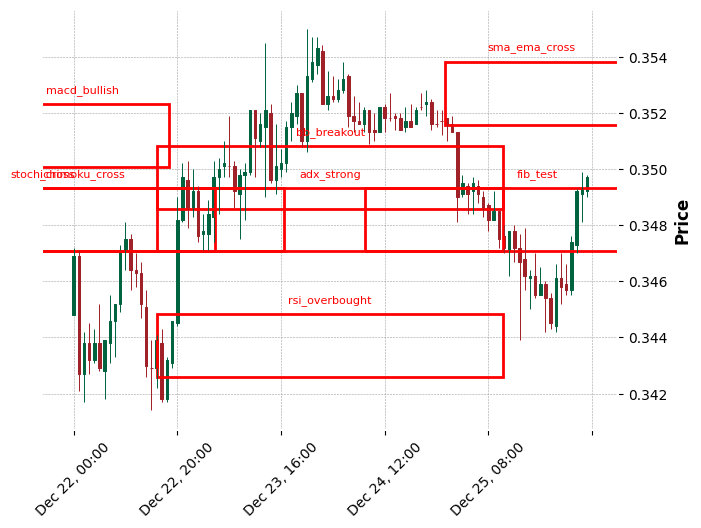 sma_ema_cross
macd_bullish
bb_breakout
stochichimoku_cross
adx_strong
fib_test
rsi_overbought
0.354
0.352
0.350
0.348
0.346
0.344
0.342
Price
Dec 22, 00:00
Dec 22, 20:00
Dec 23, 16:00
Dec 24, 12:00
Dec 25, 08:00